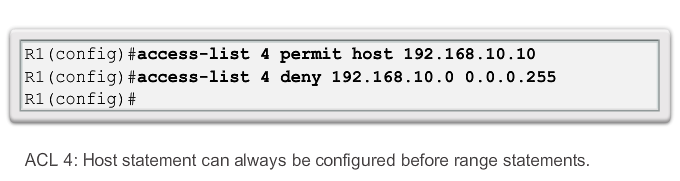 R1(config)#access-list 4 permit host 192.168.10.10
R1(config)#access-list 4 deny 192.168.10.0 0.0.0.255
R1(config)#
ACL 4: Host statement can always be configured before range statements.